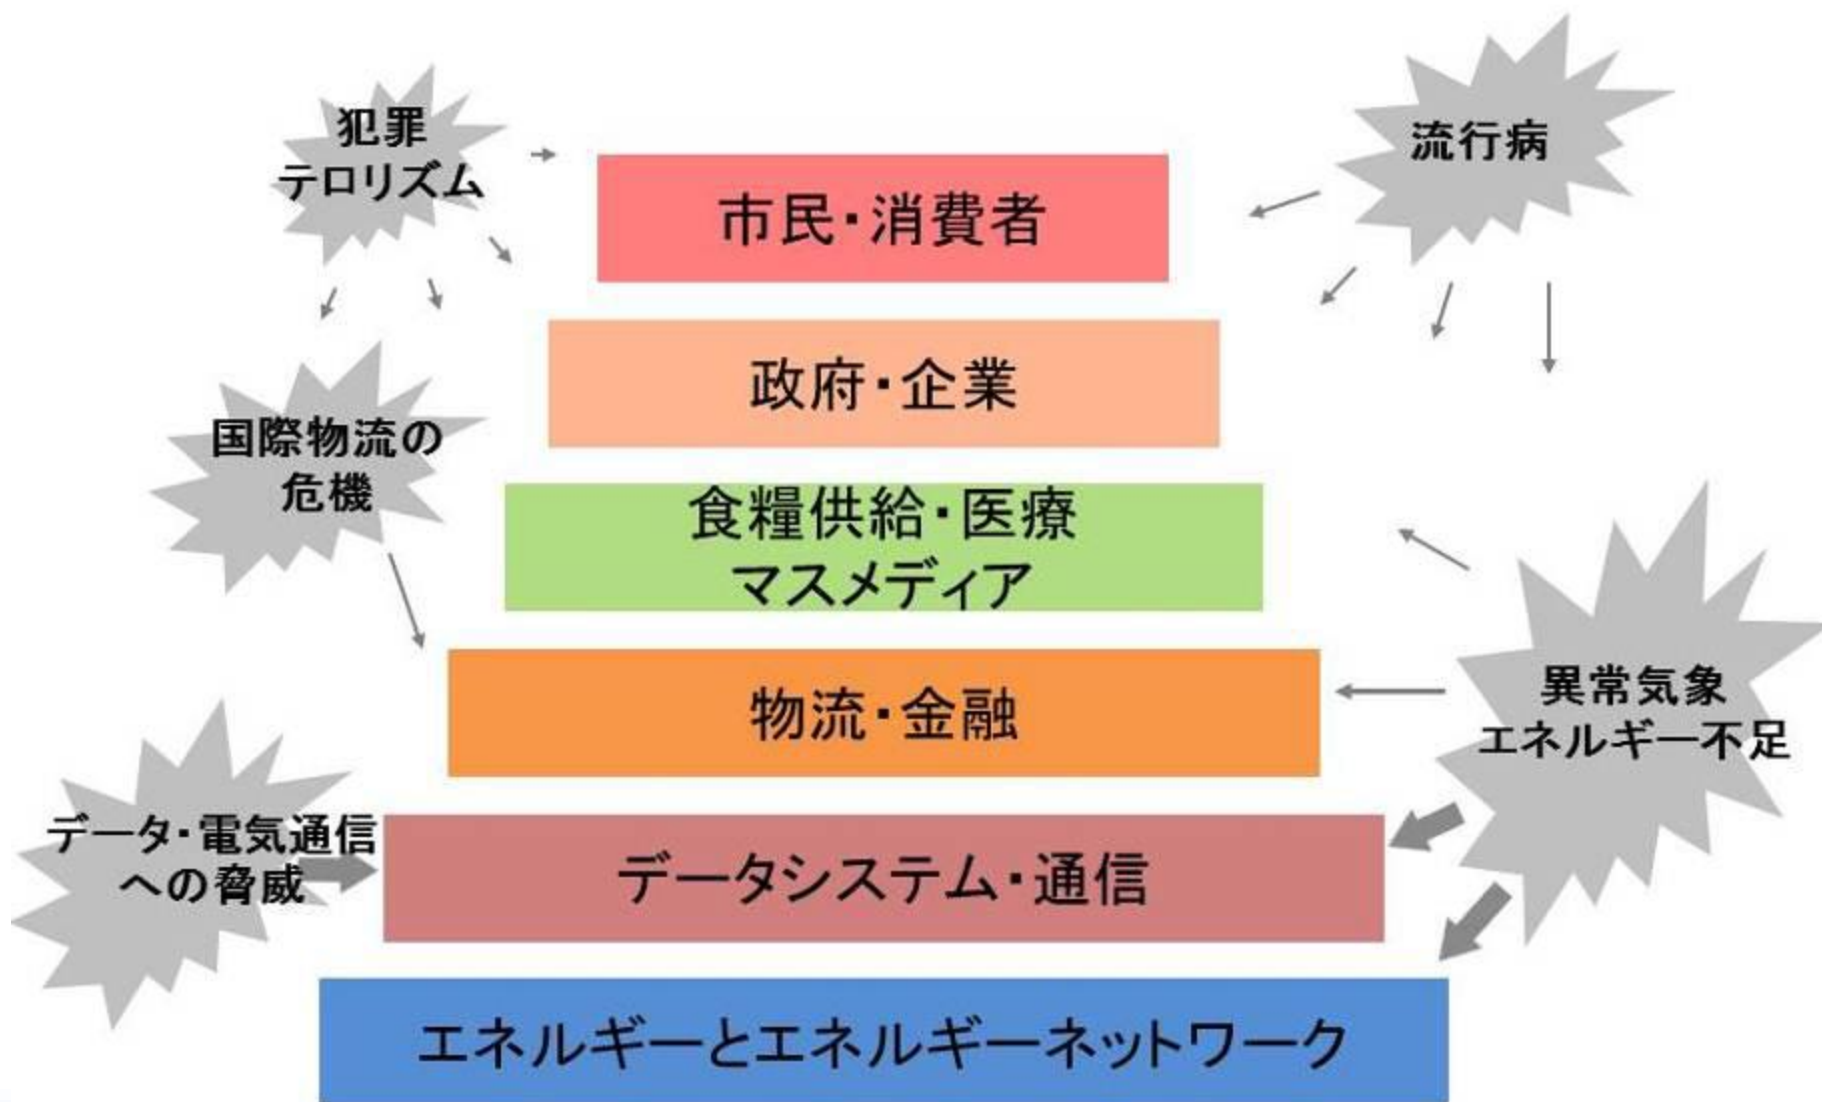 犯罪
テロリズム
流行病
市民・消費者
政府・企業
国際物流の
危機
食糧供給・医療
マスメディア
物流・金融
異常気象
エネルギー不足
データ・電気通信
への脅威
データシステム・通信
エネルギーとエネルギーネットワーク